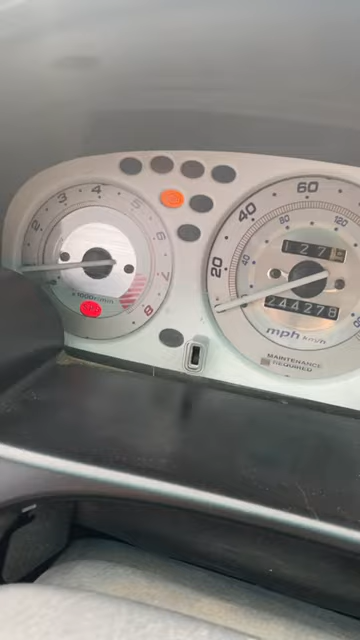 2 3 4 5 6 7 8
x1000r/min
20 40 60
40 80 120
127
244278
mph km/h
MAINTENANCE
REQUIRED